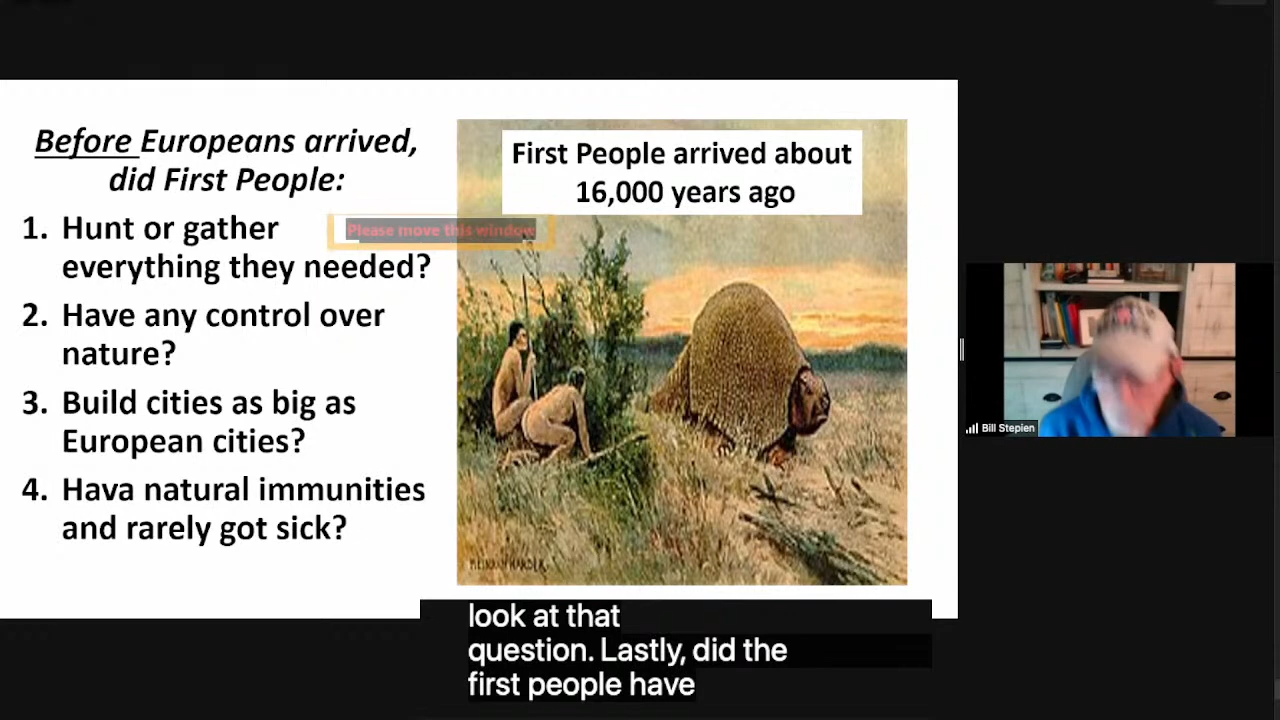 Before Europeans arrived,
did First People:
1. Hunt or gather
everything they needed?
2. Have any control over
nature?
3. Build cities as big as
European cities?
4. Hava natural immunities
and rarely got sick?
Please move this window
First People arrived about
16,000 years ago
HEINRICH HARDER
Bill Stepien
look at that
question. Lastly, did the
first people have